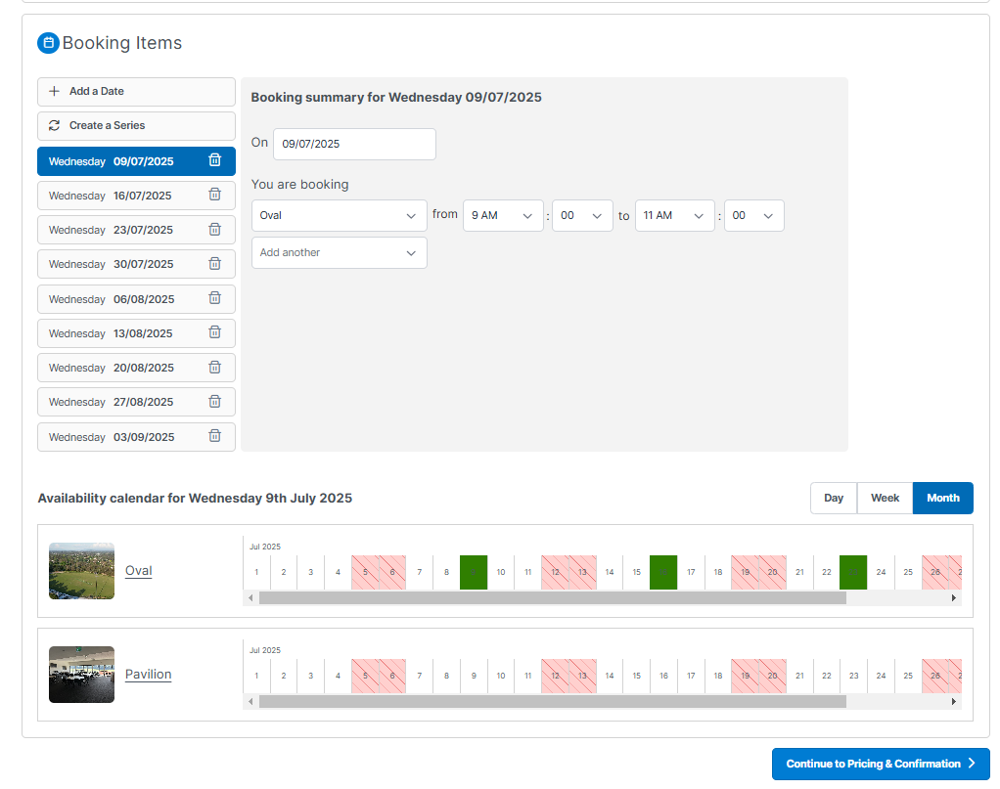 Booking Items
Add a Date
Create a Series
Wednesday 09/07/2025
Wednesday 16/07/2025
Wednesday 23/07/2025
Wednesday 30/07/2025
Wednesday 06/08/2025
Wednesday 13/08/2025
Wednesday 20/08/2025
Wednesday 27/08/2025
Wednesday 03/09/2025
Booking summary for Wednesday 09/07/2025
On 09/07/2025
You are booking
Oval from 9 AM : 00 to 11 AM : 00
Add another
Availability calendar for Wednesday 9th July 2025
Day Week Month
Oval
Jul 2025
1 2 3 4 5 6 7 8 9 10 11 12 13 14 15 16 17 18 19 20 21 22 23 24 25 26 2
Pavilion
Jul 2025
1 2 3 4 5 6 7 8 9 10 11 12 13 14 15 16 17 18 19 20 21 22 23 24 25 26 2
Continue to Pricing & Confirmation